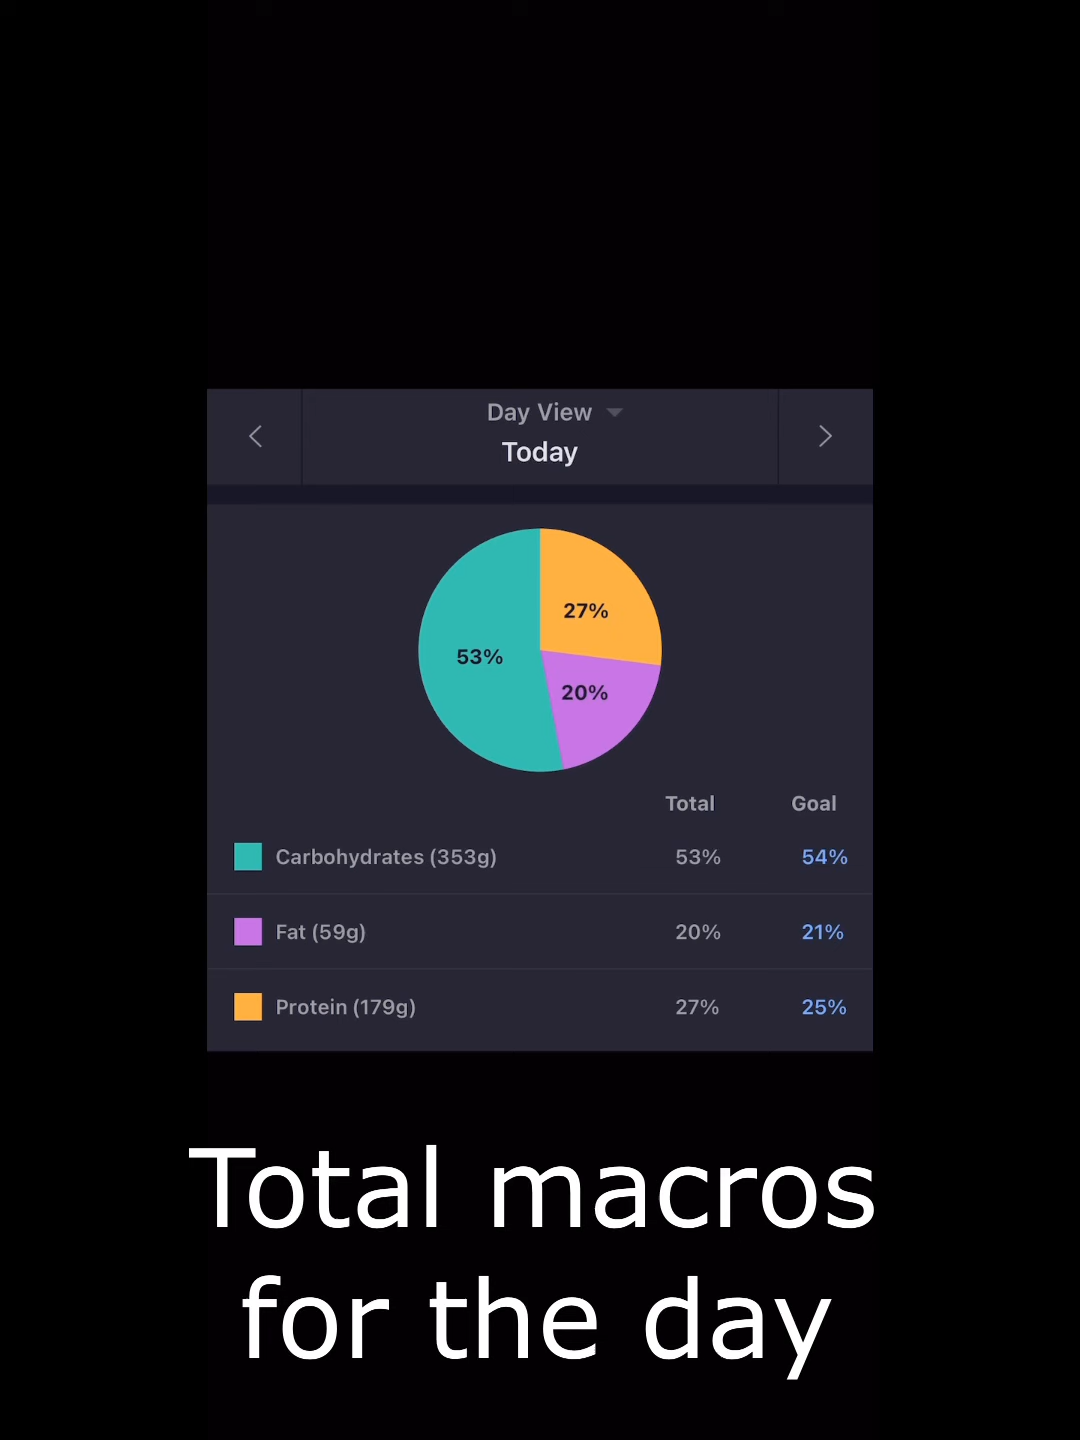 Day View
Today
27%
53%
20%
Total Goal
Carbohydrates (353g) 53% 54%
Fat (59g) 20% 21%
Protein (179g) 27% 25%
Total macros
for the day